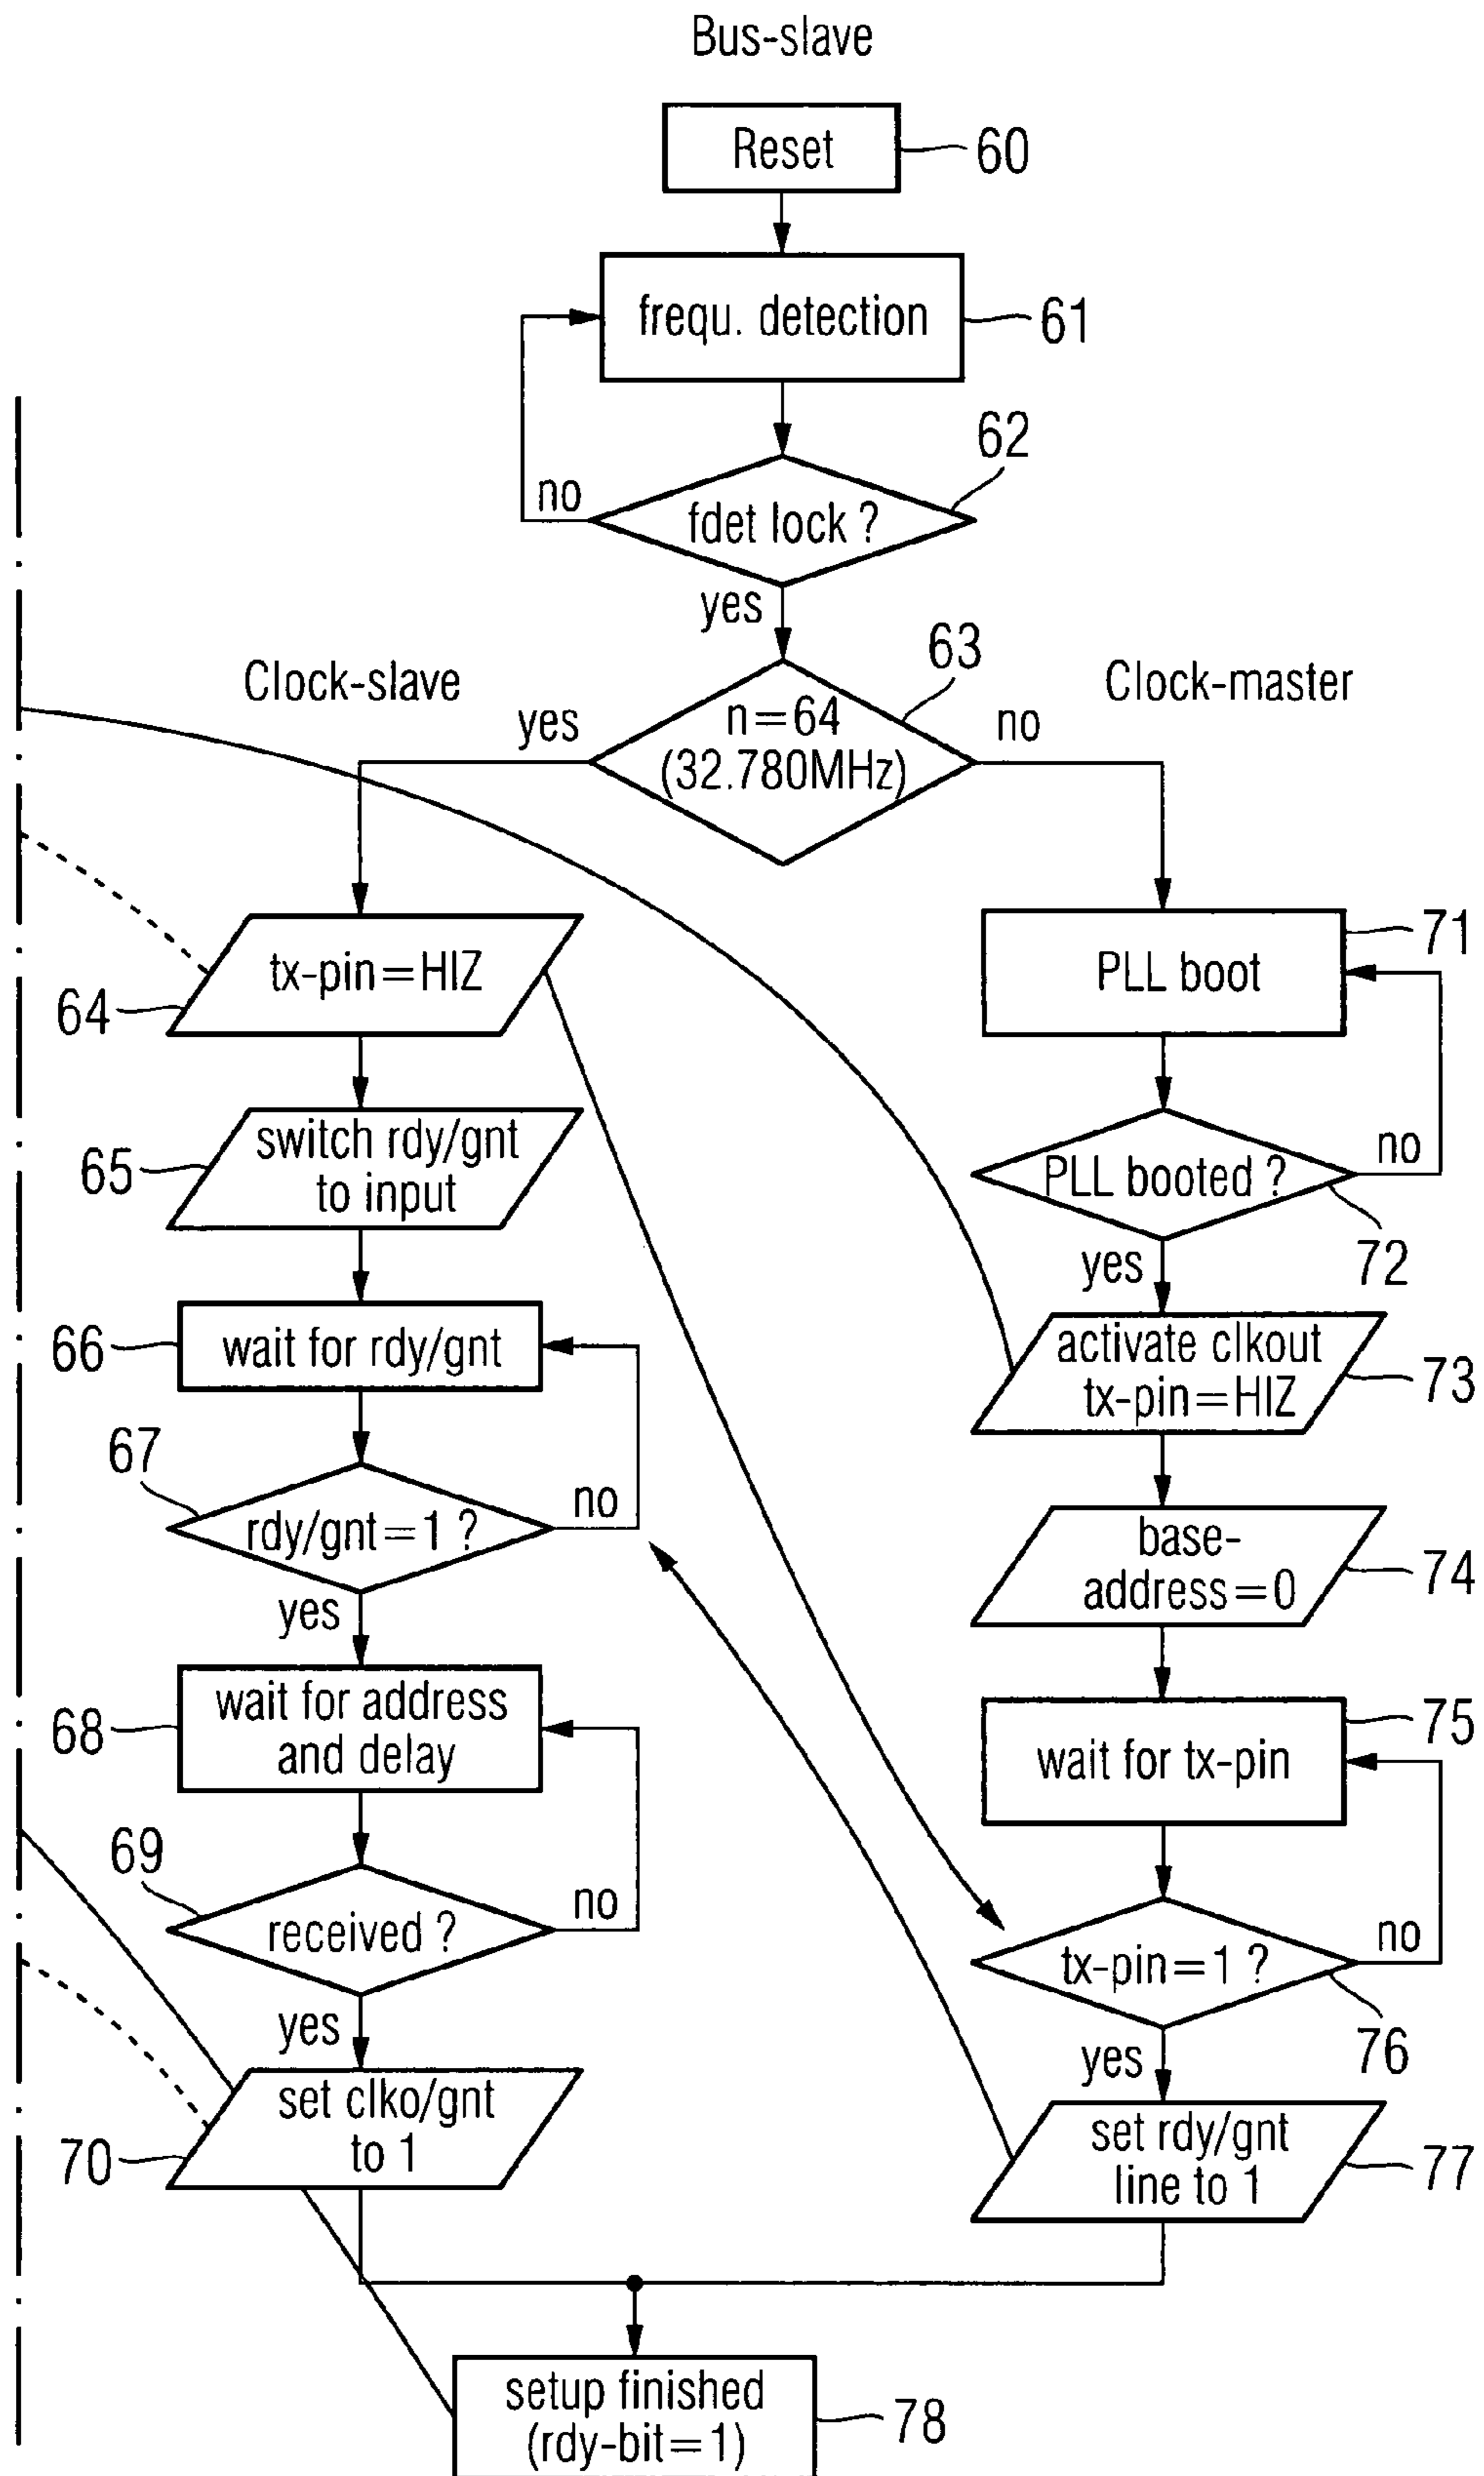 Bus-slave
Reset
60
frequ. detection
61
62
no
fdet lock ?
yes
63
Clock-slave
Clock-master
yes
n=64
(32.780MHz)
no
tx-pin=HIZ
64
71
PLL boot
switch rdy/gnt
to input
65
PLL booted ?
no
72
yes
wait for rdy/gnt
66
activate clkout
tx-pin=HIZ
73
67
rdy/gnt=1 ?
no
yes
base-
address=0
74
wait for address
and delay
68
75
wait for tx-pin
69
received ?
no
yes
tx-pin=1 ?
no
76
yes
set clko/gnt
to 1
70
set rdy/gnt
line to 1
77
setup finished
(rdy-bit=1)
78